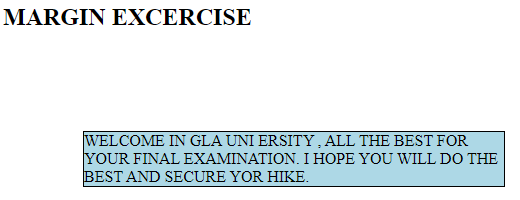 MARGIN EXCERCISE
WELCOME IN GLA UNI ERSITY , ALL THE BEST FOR
YOUR FINAL EXAMINATION. I HOPE YOU WILL DO THE
BEST AND SECURE YOR HIKE.